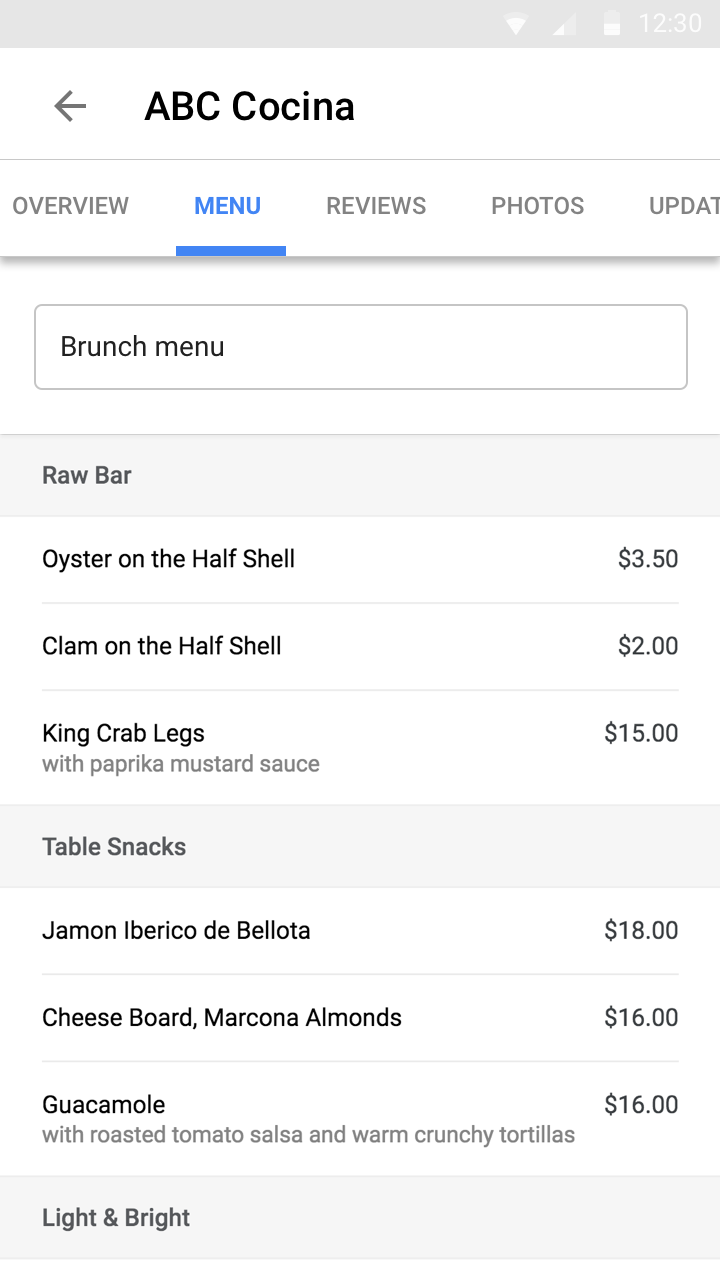 12:30
ABC Cocina
OVERVIEW MENU REVIEWS PHOTOS UPDAT
Brunch menu
Raw Bar
Oyster on the Half Shell $3.50
Clam on the Half Shell $2.00
King Crab Legs $15.00
with paprika mustard sauce
Table Snacks
Jamon Iberico de Bellota $18.00
Cheese Board, Marcona Almonds $16.00
Guacamole $16.00
with roasted tomato salsa and warm crunchy tortillas
Light & Bright